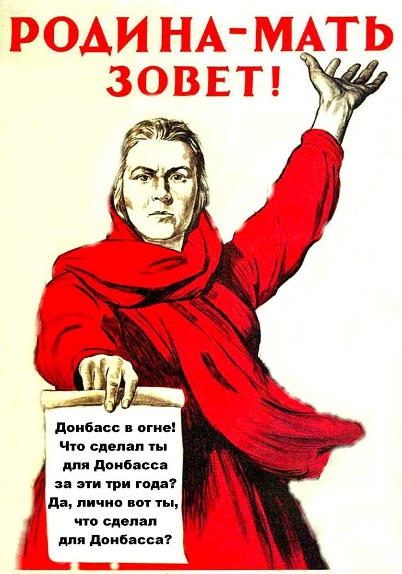 РОДИНА-МАТЬ
ЗОВЕТ!
Донбасс в огне!
Что сделал ты
для Донбасса
за эти три года?
Да, лично вот ты,
что сделал
для Донбасса?